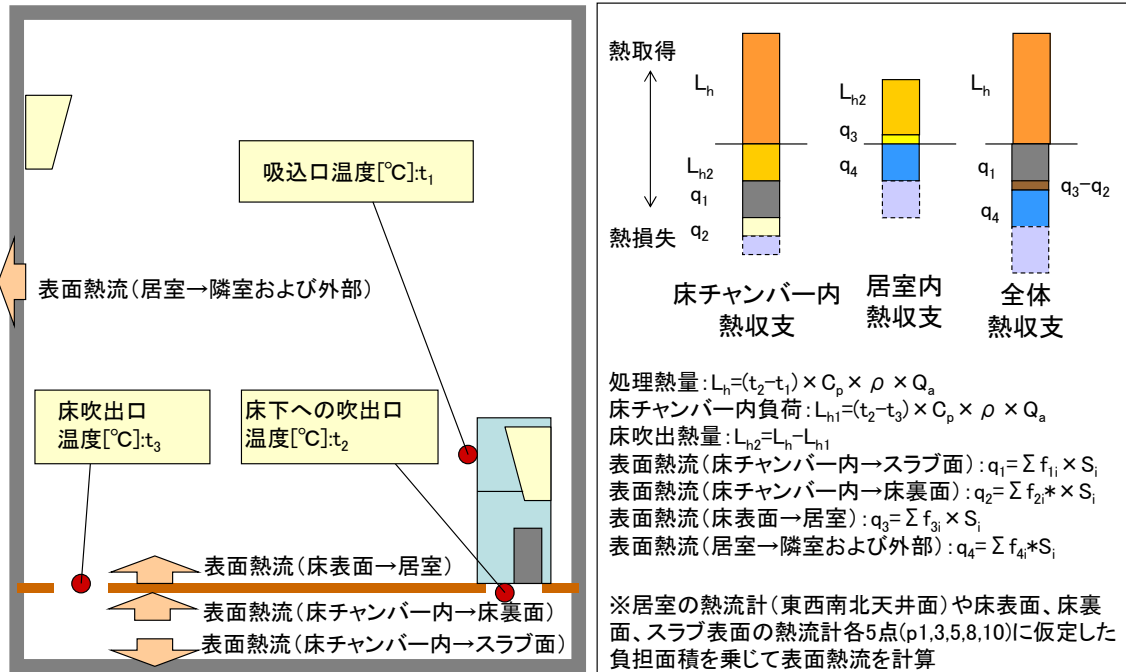 吸込口温度[℃]:t1
表面熱流(居室→隣室および外部)
床吹出口
温度[℃]:t3
床下への吹出口
温度[℃]:t2
表面熱流(床表面→居室)
表面熱流(床チャンバー内→床裏面)
表面熱流(床チャンバー内→スラブ面)
熱取得
熱損失
Lh
Lh2
q1
q2
床チャンバー内
熱収支
Lh2
q3
q4
居室内
熱収支
Lh
q1
q3-q2
q4
全体
熱収支
処理熱量:Lh=(t2-t1)×Cp×ρ×Qa
床チャンバー内負荷:Lh1=(t2-t3)×Cp×ρ×Qa
床吹出熱量:Lh2=Lh-Lh1
表面熱流(床チャンバー内→スラブ面):q1=Σf1i×Si
表面熱流(床チャンバー内→床裏面):q2=Σf2i*×Si
表面熱流(床表面→居室):q3=Σf3i×Si
表面熱流(居室→隣室および外部):q4=Σf4i*Si
※居室の熱流計(東西南北天井面)や床表面、床裏
面、スラブ表面の熱流計各5点(p1,3,5,8,10)に仮定した
負担面積を乗じて表面熱流を計算